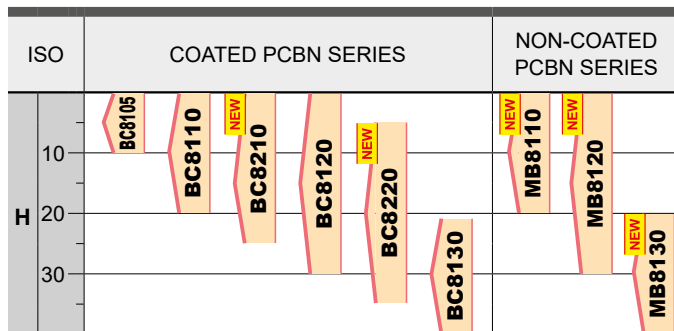 ISO
COATED PCBN SERIES
NON-COATED
PCBN SERIES
H
10
20
30
BC8105
BC8110
NEW
BC8210
BC8120
NEW
BC8220
BC8130
NEW
MB8110
NEW
MB8120
NEW
MB8130